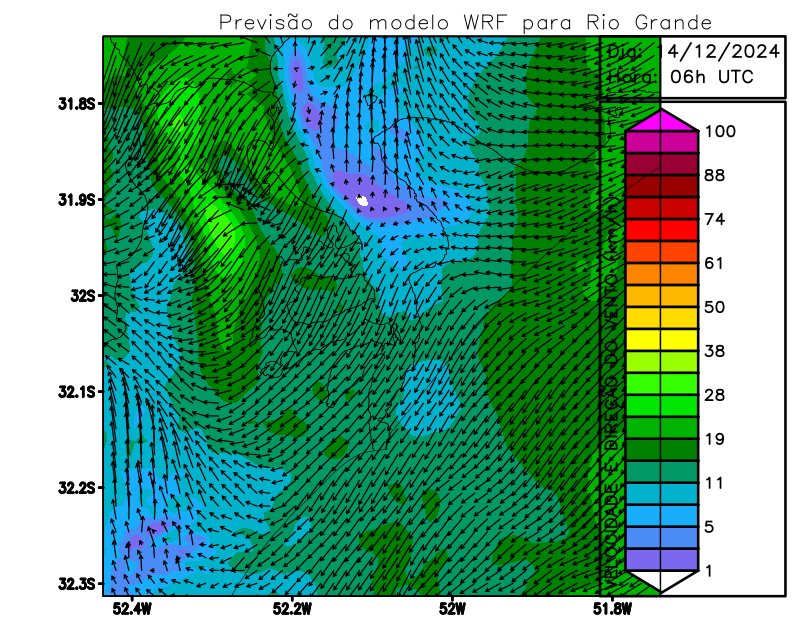 Previsão do modelo WRF para Rio Grande
Dia: 14/12/2024
Hora: 06h UTC
31.8S
31.9S
32S
32.1S
32.2S
32.3S
52.4W
52.2W
52W
51.8W
VELOCIDADE E DIREÇÃO DO VENTO (km/h)
100
88
74
61
50
38
28
19
11
5
1